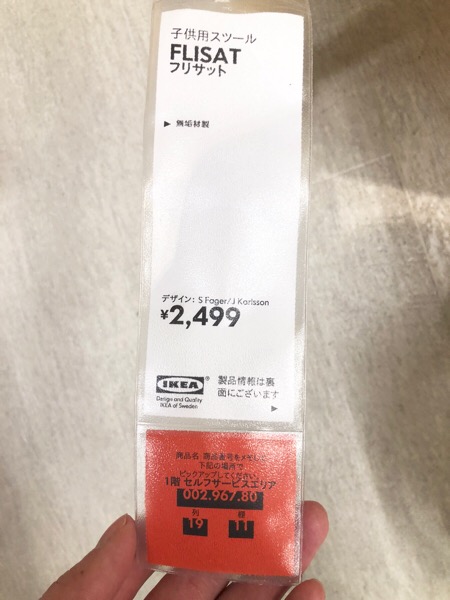 子供用スツール
FLISAT
フリサット
▶ 無垢材製
デザイン: S Fager/J Karlsson
¥2,499
IKEA®
Design and Quality
IKEA of Sweden
製品情報は裏
面にございます
▶
商品名、商品番号をメモして、
下記の場所で
ピックアップしてください。
1階 セルフサービスエリア
002.967.80
列 棚
19 11